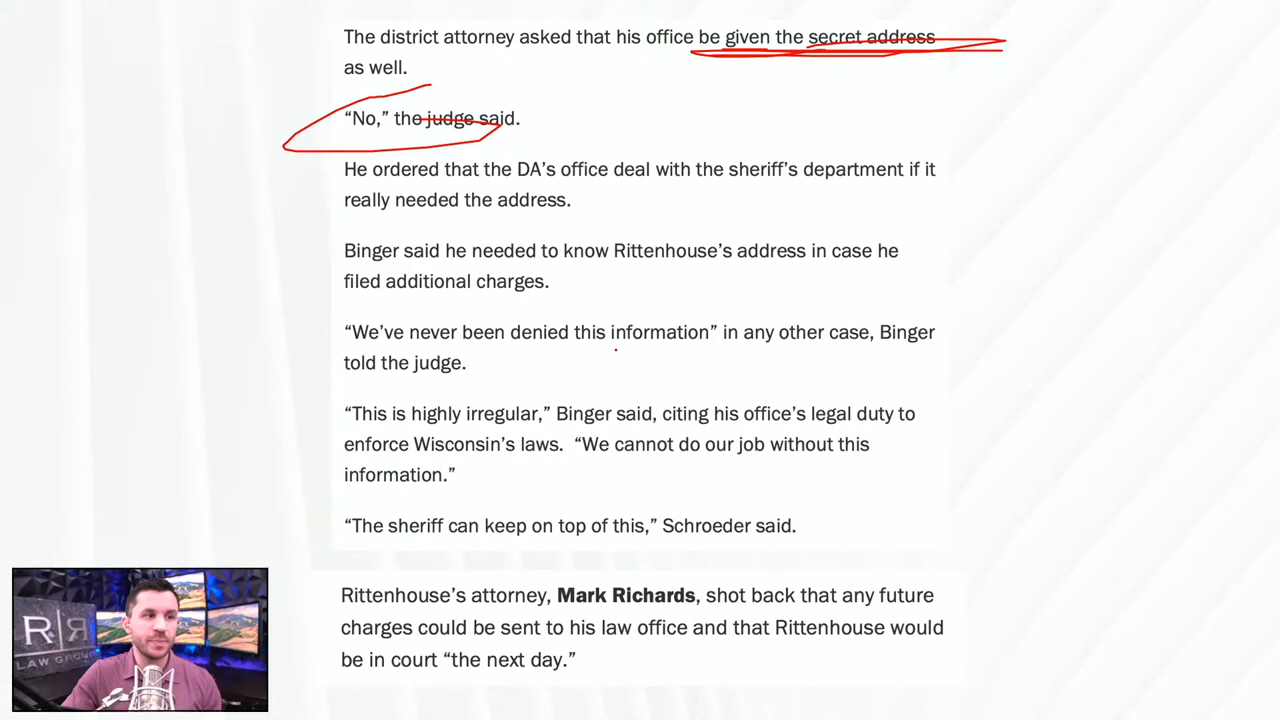 The district attorney asked that his office be given the secret address
as well.
“No,” the judge said.
He ordered that the DA’s office deal with the sheriff’s department if it
really needed the address.
Binger said he needed to know Rittenhouse’s address in case he
filed additional charges.
“We’ve never been denied this information” in any other case, Binger
told the judge.
“This is highly irregular,” Binger said, citing his office’s legal duty to
enforce Wisconsin’s laws.  “We cannot do our job without this
information.”
“The sheriff can keep on top of this,” Schroeder said.
Rittenhouse’s attorney, Mark Richards, shot back that any future
charges could be sent to his law office and that Rittenhouse would
be in court “the next day.”
R|R
LAW GROUP